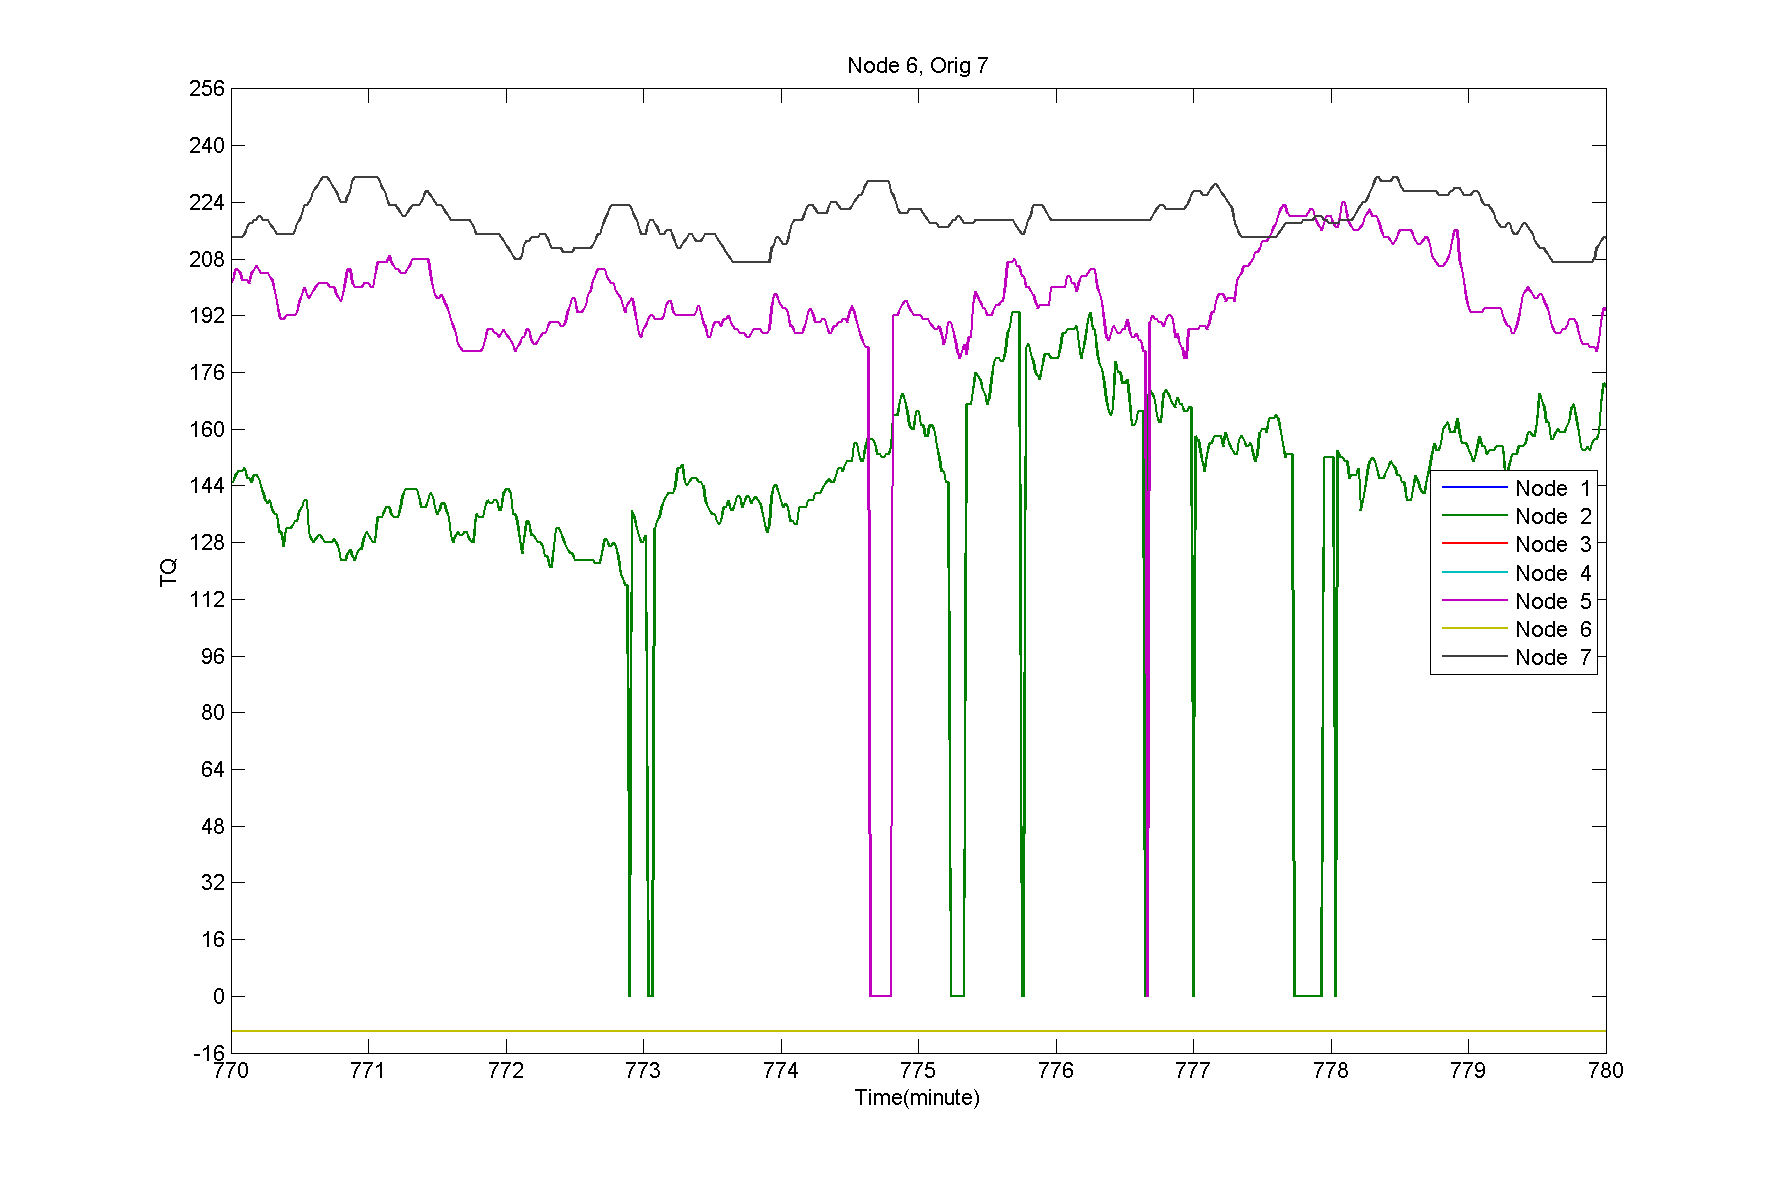 Node 6, Orig 7
256
240
224
208
192
176
160
144
128
112
96
80
64
48
32
16
0
-16
TQ
Node 1
Node 2
Node 3
Node 4
Node 5
Node 6
Node 7
770 771 772 773 774 775 776 777 778 779 780
Time(minute)